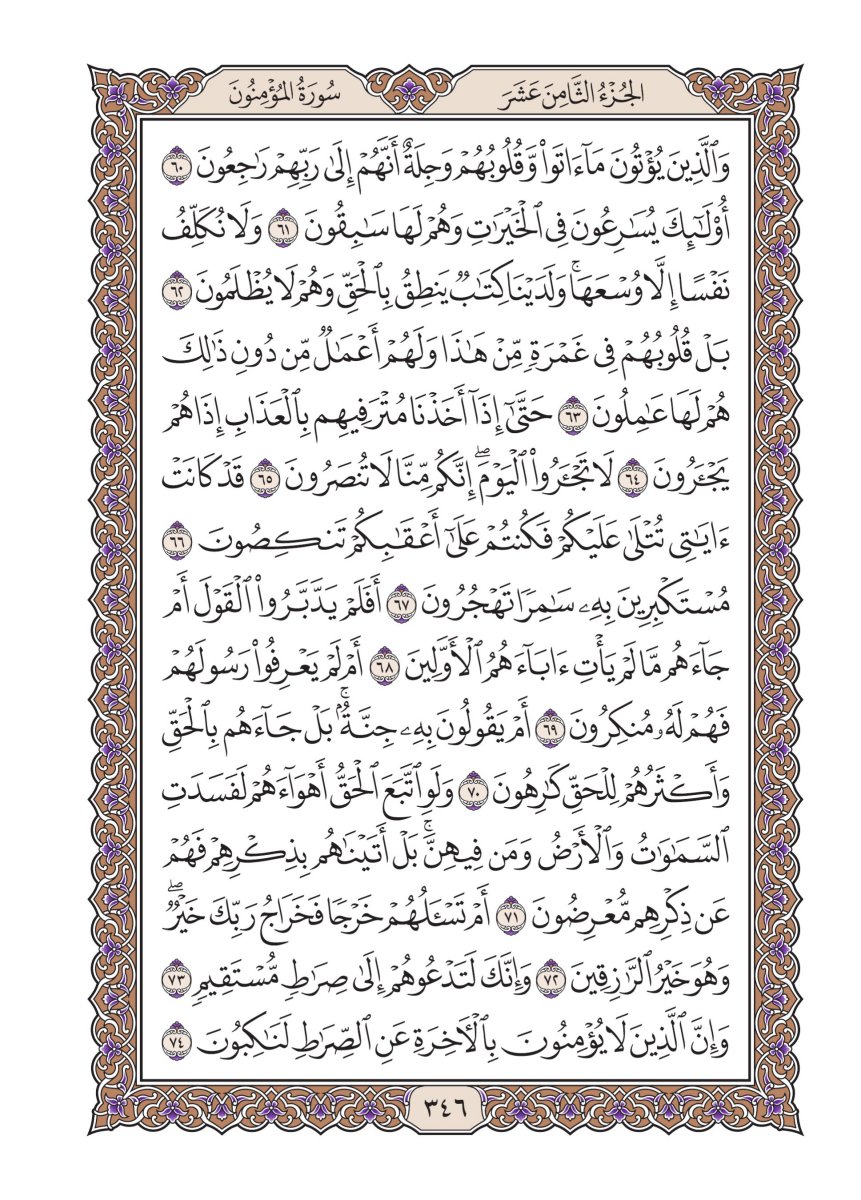 الجُزْءُ الثَّامِنَ عَشَرَ
سُورَةُ المُؤْمِنُونَ
وَٱلَّذِينَ يُؤْتُونَ مَآءَاتَواْ وَّقُلُوبُهُمْ وَجِلَةٌ أَنَّهُمْ إِلَىٰ رَبِّهِمْ رَٰجِعُونَ ٦٠
أُوْلَـٰٓئِكَ يُسَـٰرِعُونَ فِى ٱلْخَيْرَٰتِ وَهُمْ لَهَا سَـٰبِقُونَ ٦١ وَلَا نُكَلِّفُ
نَفْسًا إِلَّا وُسْعَهَاۚ وَلَدَيْنَا كِتَـٰبٌ يَنطِقُ بِٱلْحَقِّ وَهُمْ لَا يُظْلَمُونَ ٦٢
بَلْ قُلُوبُهُمْ فِى غَمْرَةٍ مِّنْ هَـٰذَا وَلَهُمْ أَعْمَـٰلٌ مِّن دُونِ ذَٰلِكَ
هُمْ لَهَا عَـٰمِلُونَ ٦٣ حَتَّىٰٓ إِذَآ أَخَذْنَا مُتْرَفِيهِم بِٱلْعَذَابِ إِذَا هُمْ
يَجْـَٔرُونَ ٦٤ لَا تَجْـَٔرُواْ ٱلْيَوْمَۖ إِنَّكُم مِّنَّا لَا تُنصَرُونَ ٦٥ قَدْ كَانَتْ
ءَايَـٰتِى تُتْلَىٰ عَلَيْكُمْ فَكُنتُمْ عَلَىٰٓ أَعْقَـٰبِكُمْ تَنكِصُونَ ٦٦
مُسْتَكْبِرِينَ بِهِۦ سَـٰمِرًا تَهْجُرُونَ ٦٧ أَفَلَمْ يَدَّبَّرُواْ ٱلْقَوْلَ أَمْ
جَآءَهُم مَّا لَمْ يَأْتِ ءَابَآءَهُمُ ٱلْأَوَّلِينَ ٦٨ أَمْ لَمْ يَعْرِفُواْ رَسُولَهُمْ
فَهُمْ لَهُۥ مُنكِرُونَ ٦٩ أَمْ يَقُولُونَ بِهِۦ جِنَّةٌۢۚ بَلْ جَآءَهُم بِٱلْحَقِّ
وَأَكْثَرُهُمْ لِلْحَقِّ كَـٰرِهُونَ ٧٠ وَلَوِ ٱتَّبَعَ ٱلْحَقُّ أَهْوَآءَهُمْ لَفَسَدَتِ
ٱلسَّمَـٰوَٰتُ وَٱلْأَرْضُ وَمَن فِيهِنَّۚ بَلْ أَتَيْنَـٰهُم بِذِكْرِهِمْ فَهُمْ
عَن ذِكْرِهِم مُّعْرِضُونَ ٧١ أَمْ تَسْـَٔلُهُمْ خَرْجًا فَخَرَاجُ رَبِّكَ خَيْرٌۖ
وَهُوَ خَيْرُ ٱلرَّٰزِقِينَ ٧٢ وَإِنَّكَ لَتَدْعُوهُمْ إِلَىٰ صِرَٰطٍ مُّسْتَقِيمٍ ٧٣
وَإِنَّ ٱلَّذِينَ لَا يُؤْمِنُونَ بِٱلْأَخِرَةِ عَنِ ٱلصِّرَٰطِ لَنَـٰكِبُونَ ٧٤
٣٤٦